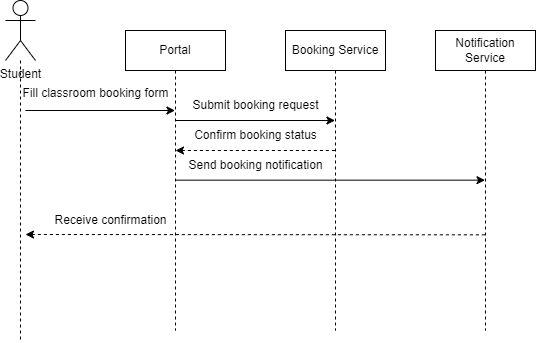 Student
Portal
Booking Service
Notification
Service
Fill classroom booking form
Submit booking request
Confirm booking status
Send booking notification
Receive confirmation